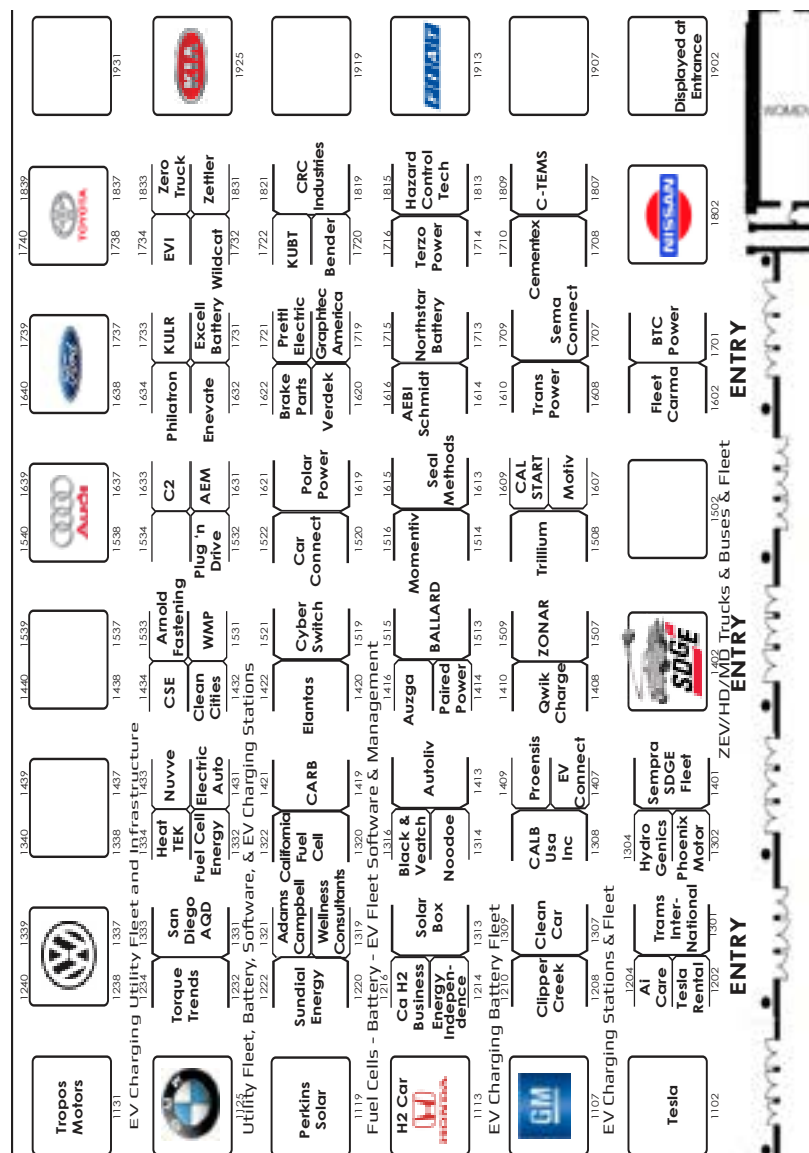 1931
KIA
1925
1919
FIAT
1913
1907
Displayed at
Entrance
1902
WOMEN
1839
1837
1740
1738
TOYOTA
1833
Zero
Truck
Zettler
1831
1734
EVI
Wildcat
1732
1821
CRC
Industries
1819
1722
KUBT
Bender
1720
1815
Hazard
Control
Tech
1813
1716
Terzo
Power
1714
1809
C-TEMS
1807
1710
Cementex
1708
NISSAN
1802
1739
1737
1640
1638
Ford
1733
KULR
Excell
Battery
1731
1634
Philatron
Enevate
1632
1721
Prettl
Electric
Graphtec
America
1719
1622
Brake
Parts
Verdek
1620
1715
Northstar
Battery
1713
1616
AEBI
Schmidt
1614
1709
Sema
Connect
1707
1610
Trans
Power
1608
BTC
Power
1701
Fleet
Carma
1602
ENTRY
1639
1637
1540
1538
Audi
1633
C2
AEM
1631
1534
Plug 'n
Drive
1532
1621
Polar
Power
1619
1522
Car
Connect
1520
1615
Seal
Methods
1613
1516
Momentiv
1514
1609
CAL
START
Motiv
1607
Trillium
1508
1502
1539
1537
1440
1438
1533
Arnold
Fastening
WMP
1531
1434
CSE
Clean
Cities
1432
1521
Cyber
Switch
1519
1422
Elantas
1420
1515
BALLARD
1513
1416
Auzga
Paired
Power
1414
1509
ZONAR
1507
1410
Qwik
Charge
1408
SDGE
1402
ENTRY
ZEV/HD/MD Trucks & Buses & Fleet
1439
1437
1340
1338
1433
Nuvve
Electric
Auto
1431
1334
Heat
TEK
Fuel Cell
Energy
1332
1421
CARB
1419
1322
California
Fuel
Cell
1320
Autoliv
1413
1316
Black &
Veatch
Noodoe
1314
1409
Proensis
EV
Connect
1407
CALB
Usa
Inc
1308
Sempra
SDGE
Fleet
1401
1304
Hydro
Genics
Phoenix
Motor
1302
1339
1337
1240
1238
1333
San
Diego
AQD
1331
1234
Torque
Trends
1232
1321
Adams
Campbell
Wellness
Consultants
1319
1222
Sundial
Energy
1220
Solar
Box
1313
1216
Ca H2
Business
Energy
Indepen-
dence
1214
1309
Clean
Car
1307
1210
Clipper
Creek
1208
Trams
Inter-
National
1301
1204
Ai
Care
Tesla
Rental
1202
ENTRY
EV Charging Utility Fleet and Infrastructure
Utility Fleet, Battery, Software, & EV Charging Stations
Fuel Cells - Battery - EV Fleet Software & Management
EV Charging Battery Fleet
EV Charging Stations & Fleet
Tropos
Motors
1131
BMW
1125
Perkins
Solar
1119
H2 Car
HONDA
1113
GM
1107
Tesla
1102